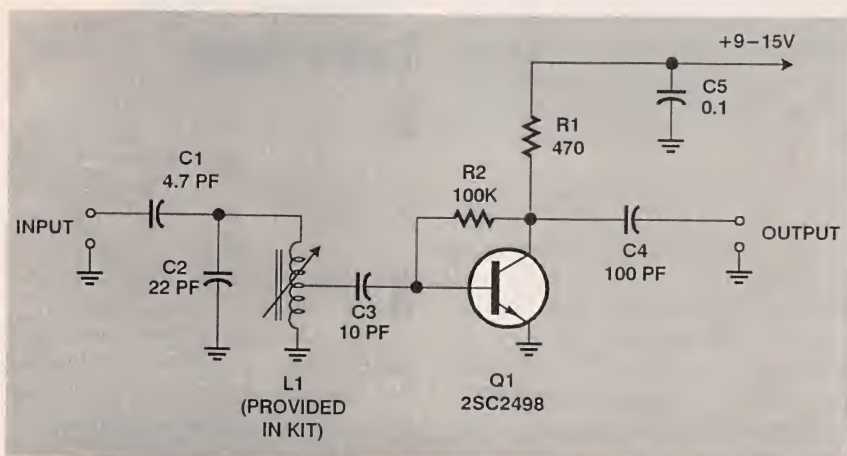 +9–15V
C5
0.1
R1
470
C1
4.7 PF
R2
100K
INPUT
OUTPUT
C2
22 PF
C4
100 PF
C3
10 PF
L1
(PROVIDED
IN KIT)
Q1
2SC2498